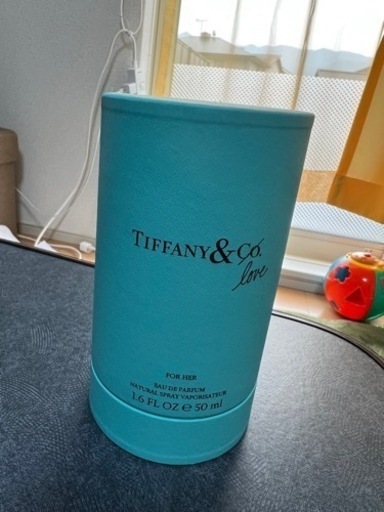 TIFFANY & CO.
love
FOR HER
EAU DE PARFUM
NATURAL SPRAY VAPORISATEUR
1.6 FL OZ ℮ 50 ml